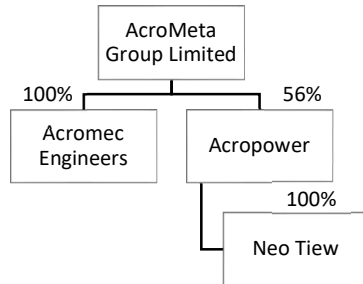 AcroMeta
Group Limited
100%
56%
Acromec
Engineers
Acropower
100%
Neo Tiew